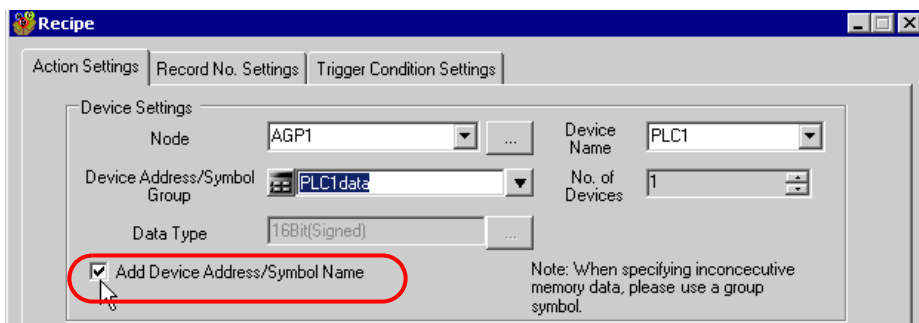 Recipe
Action Settings Record No. Settings Trigger Condition Settings
Device Settings
Node AGP1 ... Device Name PLC1
Device Address/Symbol Group PLC1data No. of Devices 1
Data Type 16Bit(Signed) ...
Add Device Address/Symbol Name
Note: When specifying inconcecutive
memory data, please use a group
symbol.